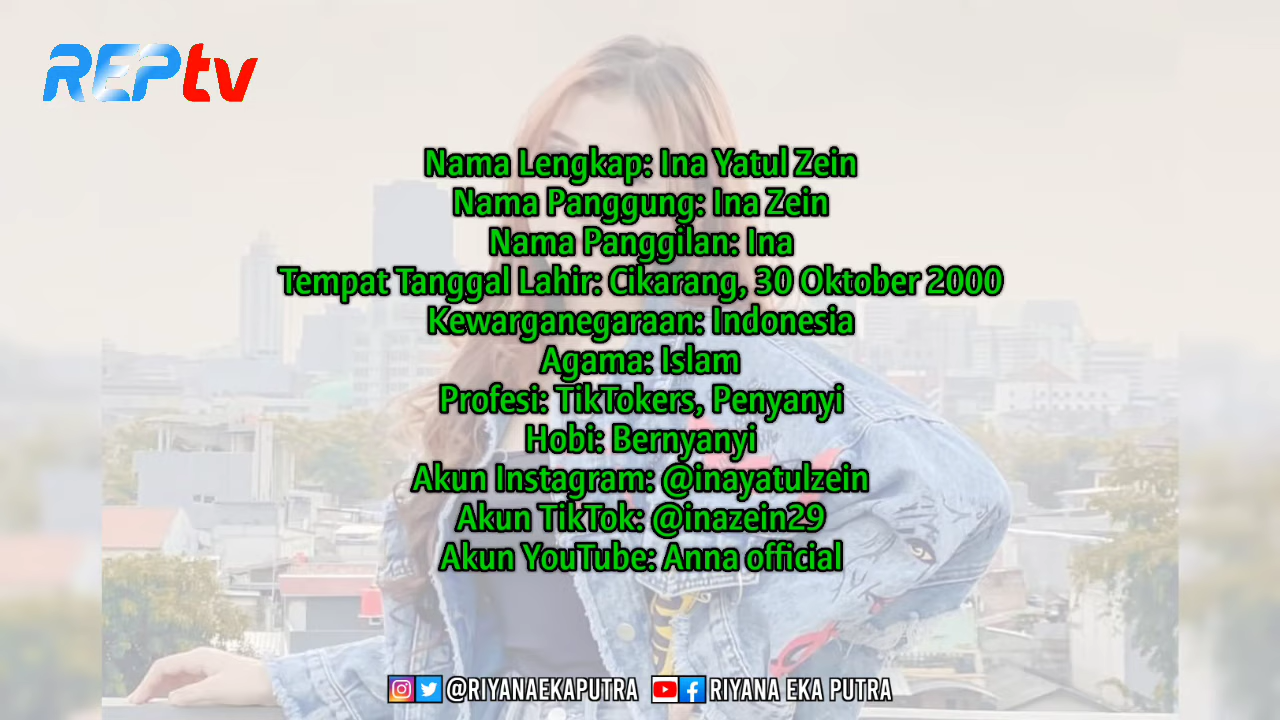 REPtv
Nama Lengkap: Ina Yatul Zein
Nama Panggung: Ina Zein
Nama Panggilan: Ina
Tempat Tanggal Lahir: Cikarang, 30 Oktober 2000
Kewarganegaraan: Indonesia
Agama: Islam
Profesi: TikTokers, Penyanyi
Hobi: Bernyanyi
Akun Instagram: @inayatulzein
Akun TikTok: @inazein29
Akun YouTube: Anna official
@RIYANAEKAPUTRA RIYANA EKA PUTRA